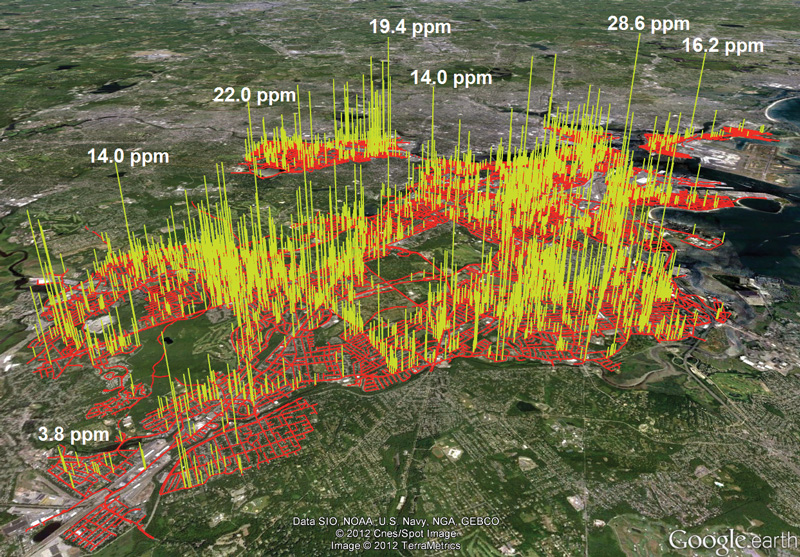 28.6 ppm
19.4 ppm
16.2 ppm
14.0 ppm
22.0 ppm
14.0 ppm
3.8 ppm
Data SIO, NOAA, U.S. Navy, NGA, GEBCO
© 2012 Cnes/Spot Image
Image © 2012 TerraMetrics
Google earth